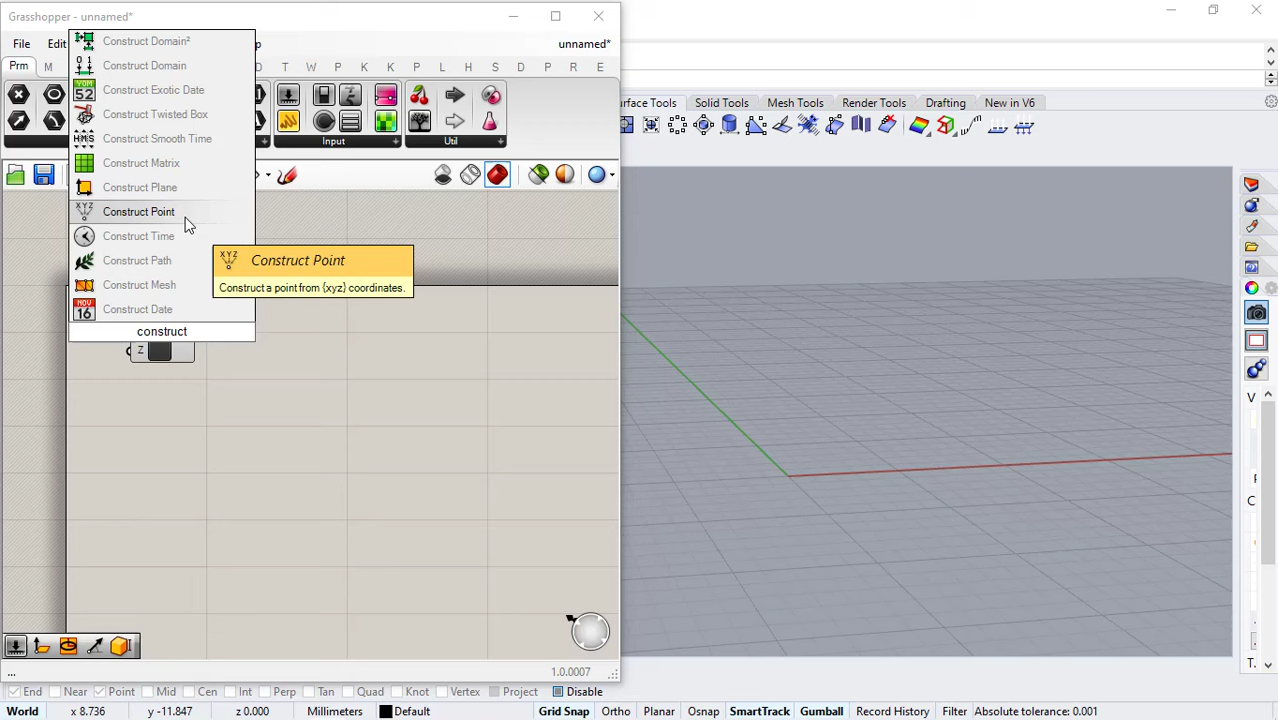 Grasshopper - unnamed*
File Edit unnamed*
Prm M D T W P K K P L H S D P R E
Construct Domain²
Construct Domain
Construct Exotic Date
Construct Twisted Box
Construct Smooth Time
Construct Matrix
Construct Plane
Construct Point
Construct Time
Construct Path
Construct Mesh
Construct Date
construct
Construct Point
Construct a point from {xyz} coordinates.
Input Util
Z
1.0.0007
...
urface Tools Solid Tools Mesh Tools Render Tools Drafting New in V6
End Near Point Mid Cen Int Perp Tan Quad Knot Vertex Project Disable
World x 8.736 y -11.847 z 0.000 Millimeters Default Grid Snap Ortho Planar Osnap SmartTrack Gumball Record History Filter Absolute tolerance: 0.001